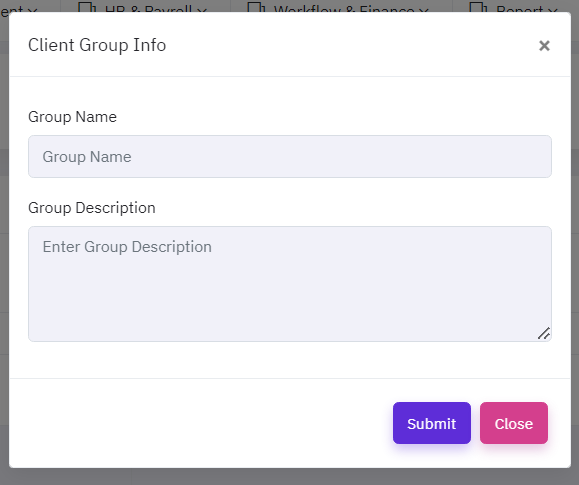 ent HR & Payroll Workflow & Finance Report
Client Group Info ×
Group Name
Group Name
Group Description
Enter Group Description
Submit Close